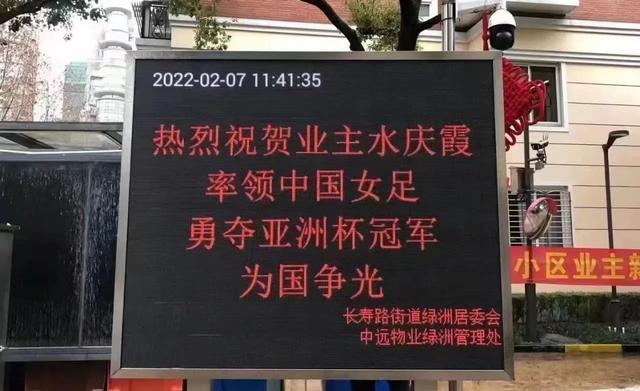 2022-02-07 11:41:35
热烈祝贺业主水庆霞
率领中国女足
勇夺亚洲杯冠军
为国争光
长寿路街道绿洲居委会
中远物业绿洲管理处
小区业主新